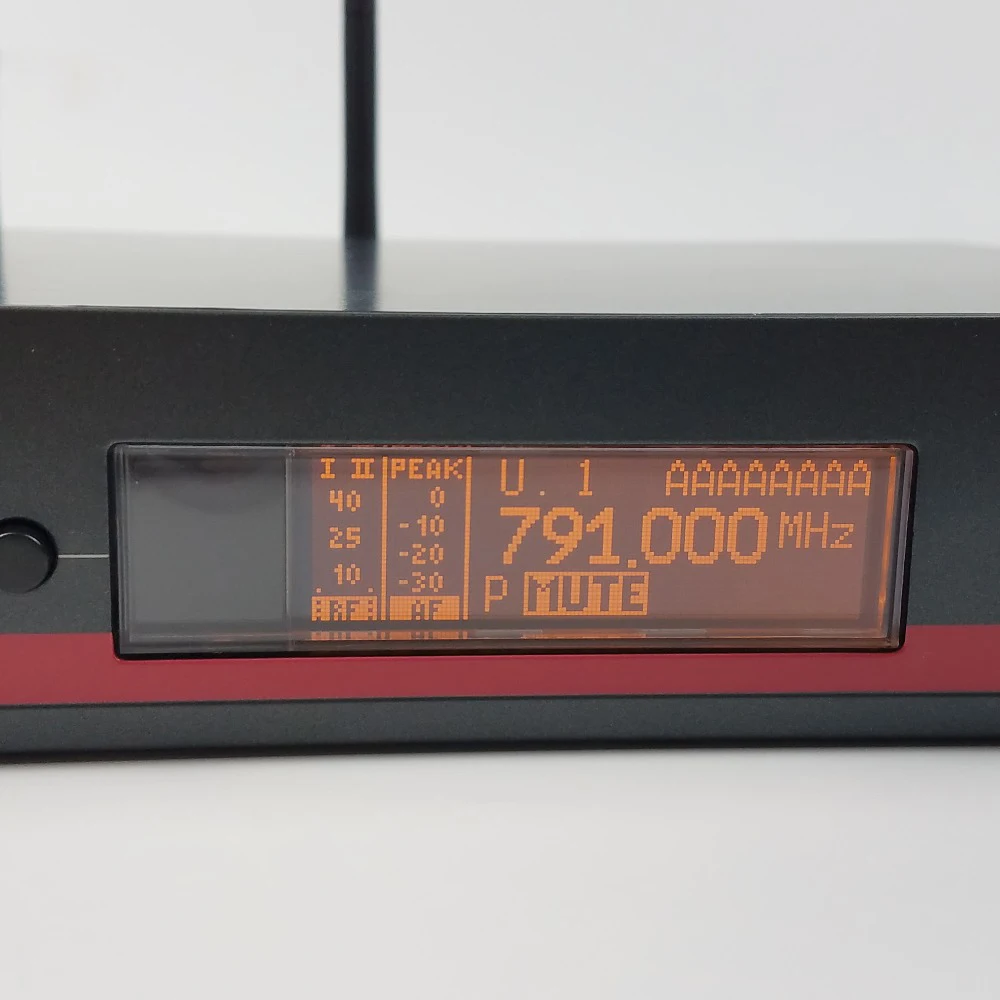 I II PEAK U. 1 AAAAAAAA
40 0
791.000 MHz
25 -10
-20
10 -30
P MUTE
RF AF